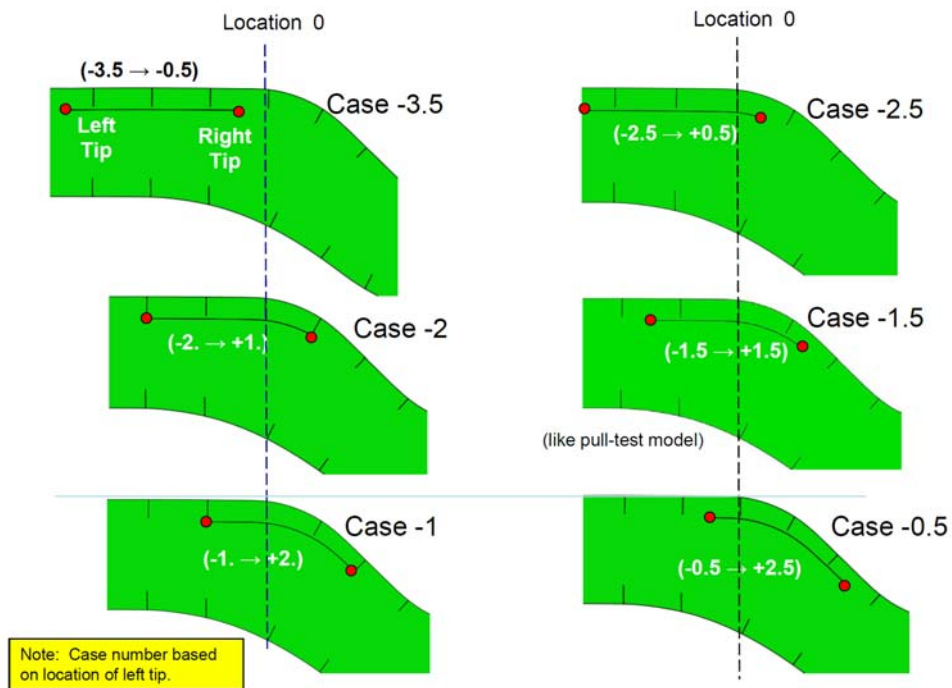 Location 0
Location 0
(-3.5 → -0.5)
Case -3.5
Left
Tip
Right
Tip
Case -2.5
(-2.5 → +0.5)
Case -2
(-2. → +1.)
Case -1.5
(-1.5 → +1.5)
(like pull-test model)
Case -1
(-1. → +2.)
Case -0.5
(-0.5 → +2.5)
Note: Case number based
on location of left tip.